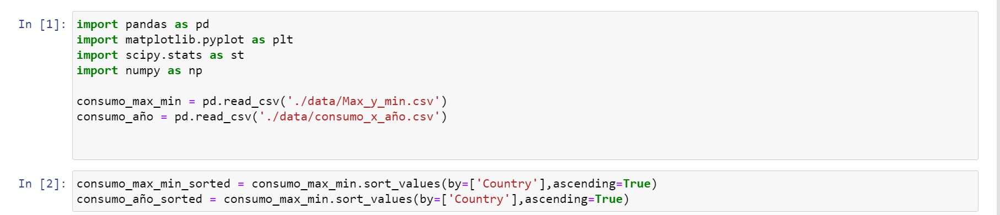 In [1]:
import pandas as pd
import matplotlib.pyplot as plt
import scipy.stats as st
import numpy as np
consumo_max_min = pd.read_csv('./data/Max_y_min.csv')
consumo_año = pd.read_csv('./data/consumo_x_año.csv')
In [2]:
consumo_max_min_sorted = consumo_max_min.sort_values(by=['Country'],ascending=True)
consumo_año_sorted = consumo_max_min.sort_values(by=['Country'],ascending=True)